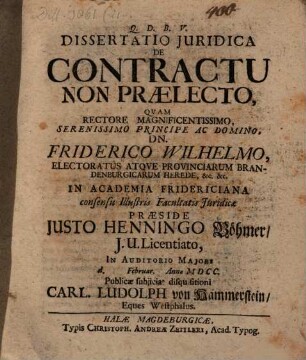 400
Q. D. B. V.
DISSERTATIO JURIDICA
DE
CONTRACTU
NON PRÆLECTO,
QUAM
RECTORE MAGNIFICENTISSIMO,
SERENISSIMO PRINCIPE AC DOMINO,
DN.
FRIDERICO WILHELMO,
ELECTORATUS ATQVE PROVINCIARUM BRAN-
DENBURGICARUM HEREDE, &c. &c.
IN ACADEMIA FRIDERICIANA
consensu Illustris Facultatis Juridicæ
PRÆSIDE
JUSTO HENNINGO Böhmer/
J. U. Licentiato,
IN AUDITORIO MAJORI
d. Februar. Anno MDCC.
Publicæ subjiciet disquisitioni
CARL. LUDOLPH von Hammerstein/
Eques Westphalus.
HALÆ MAGDEBURGICÆ,
Typis CHRISTOPH. ANDREÆ ZEITLERI, Acad. Typog.